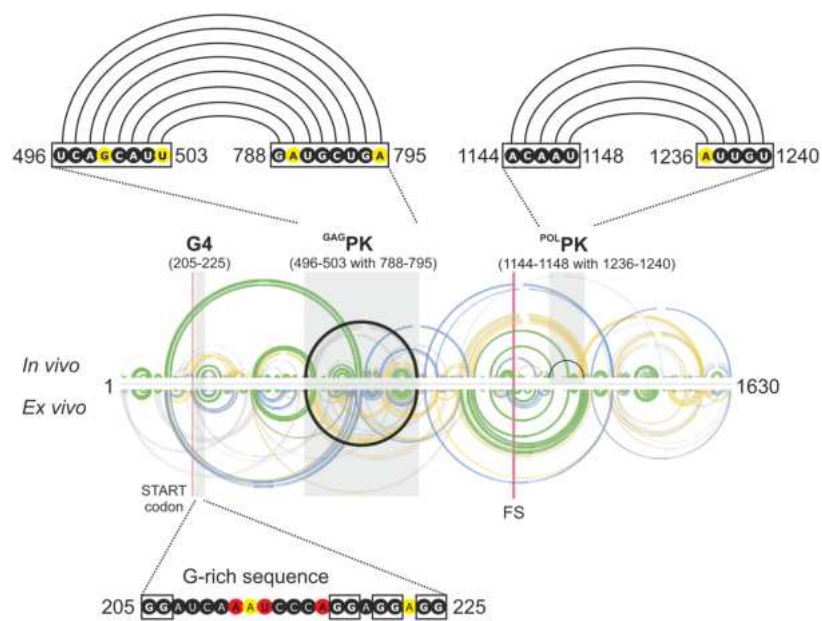 496 UCAGCAUU 503 788 GAUGCUGA 795 1144 ACAAU 1148 1236 AUUGU 1240
G4 GAGPK POLPK
(205-225) (496-503 with 788-795) (1144-1148 with 1236-1240)
In vivo
1 1630
Ex vivo
START
codon
FS
G-rich sequence
205 GGAUCAAAUCCCAGGAGGAGG 225